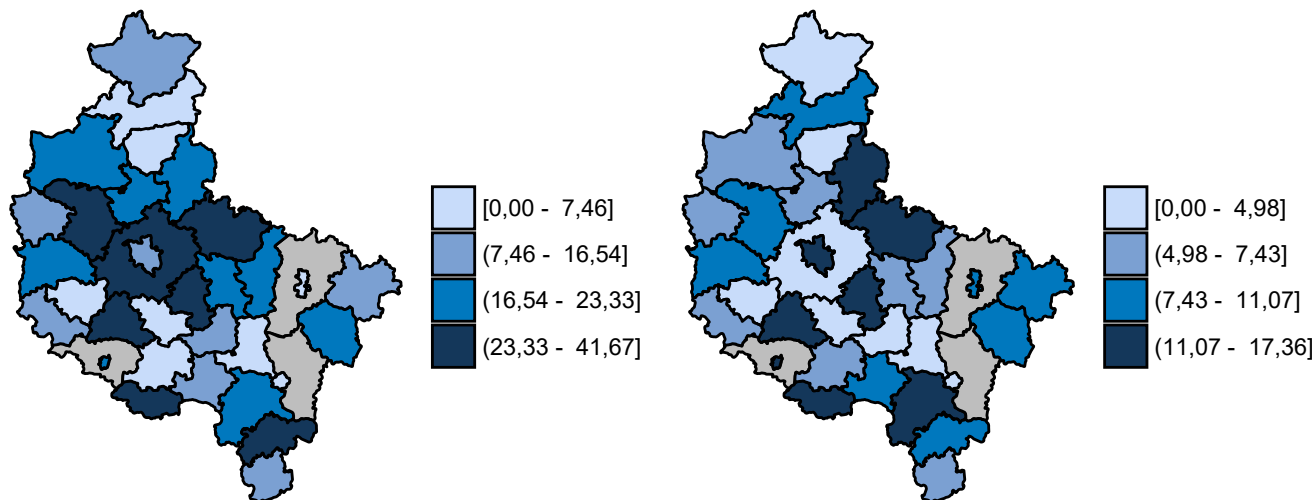 [0,00 - 7,46]
(7,46 - 16,54]
(16,54 - 23,33]
(23,33 - 41,67]
[0,00 - 4,98]
(4,98 - 7,43]
(7,43 - 11,07]
(11,07 - 17,36]